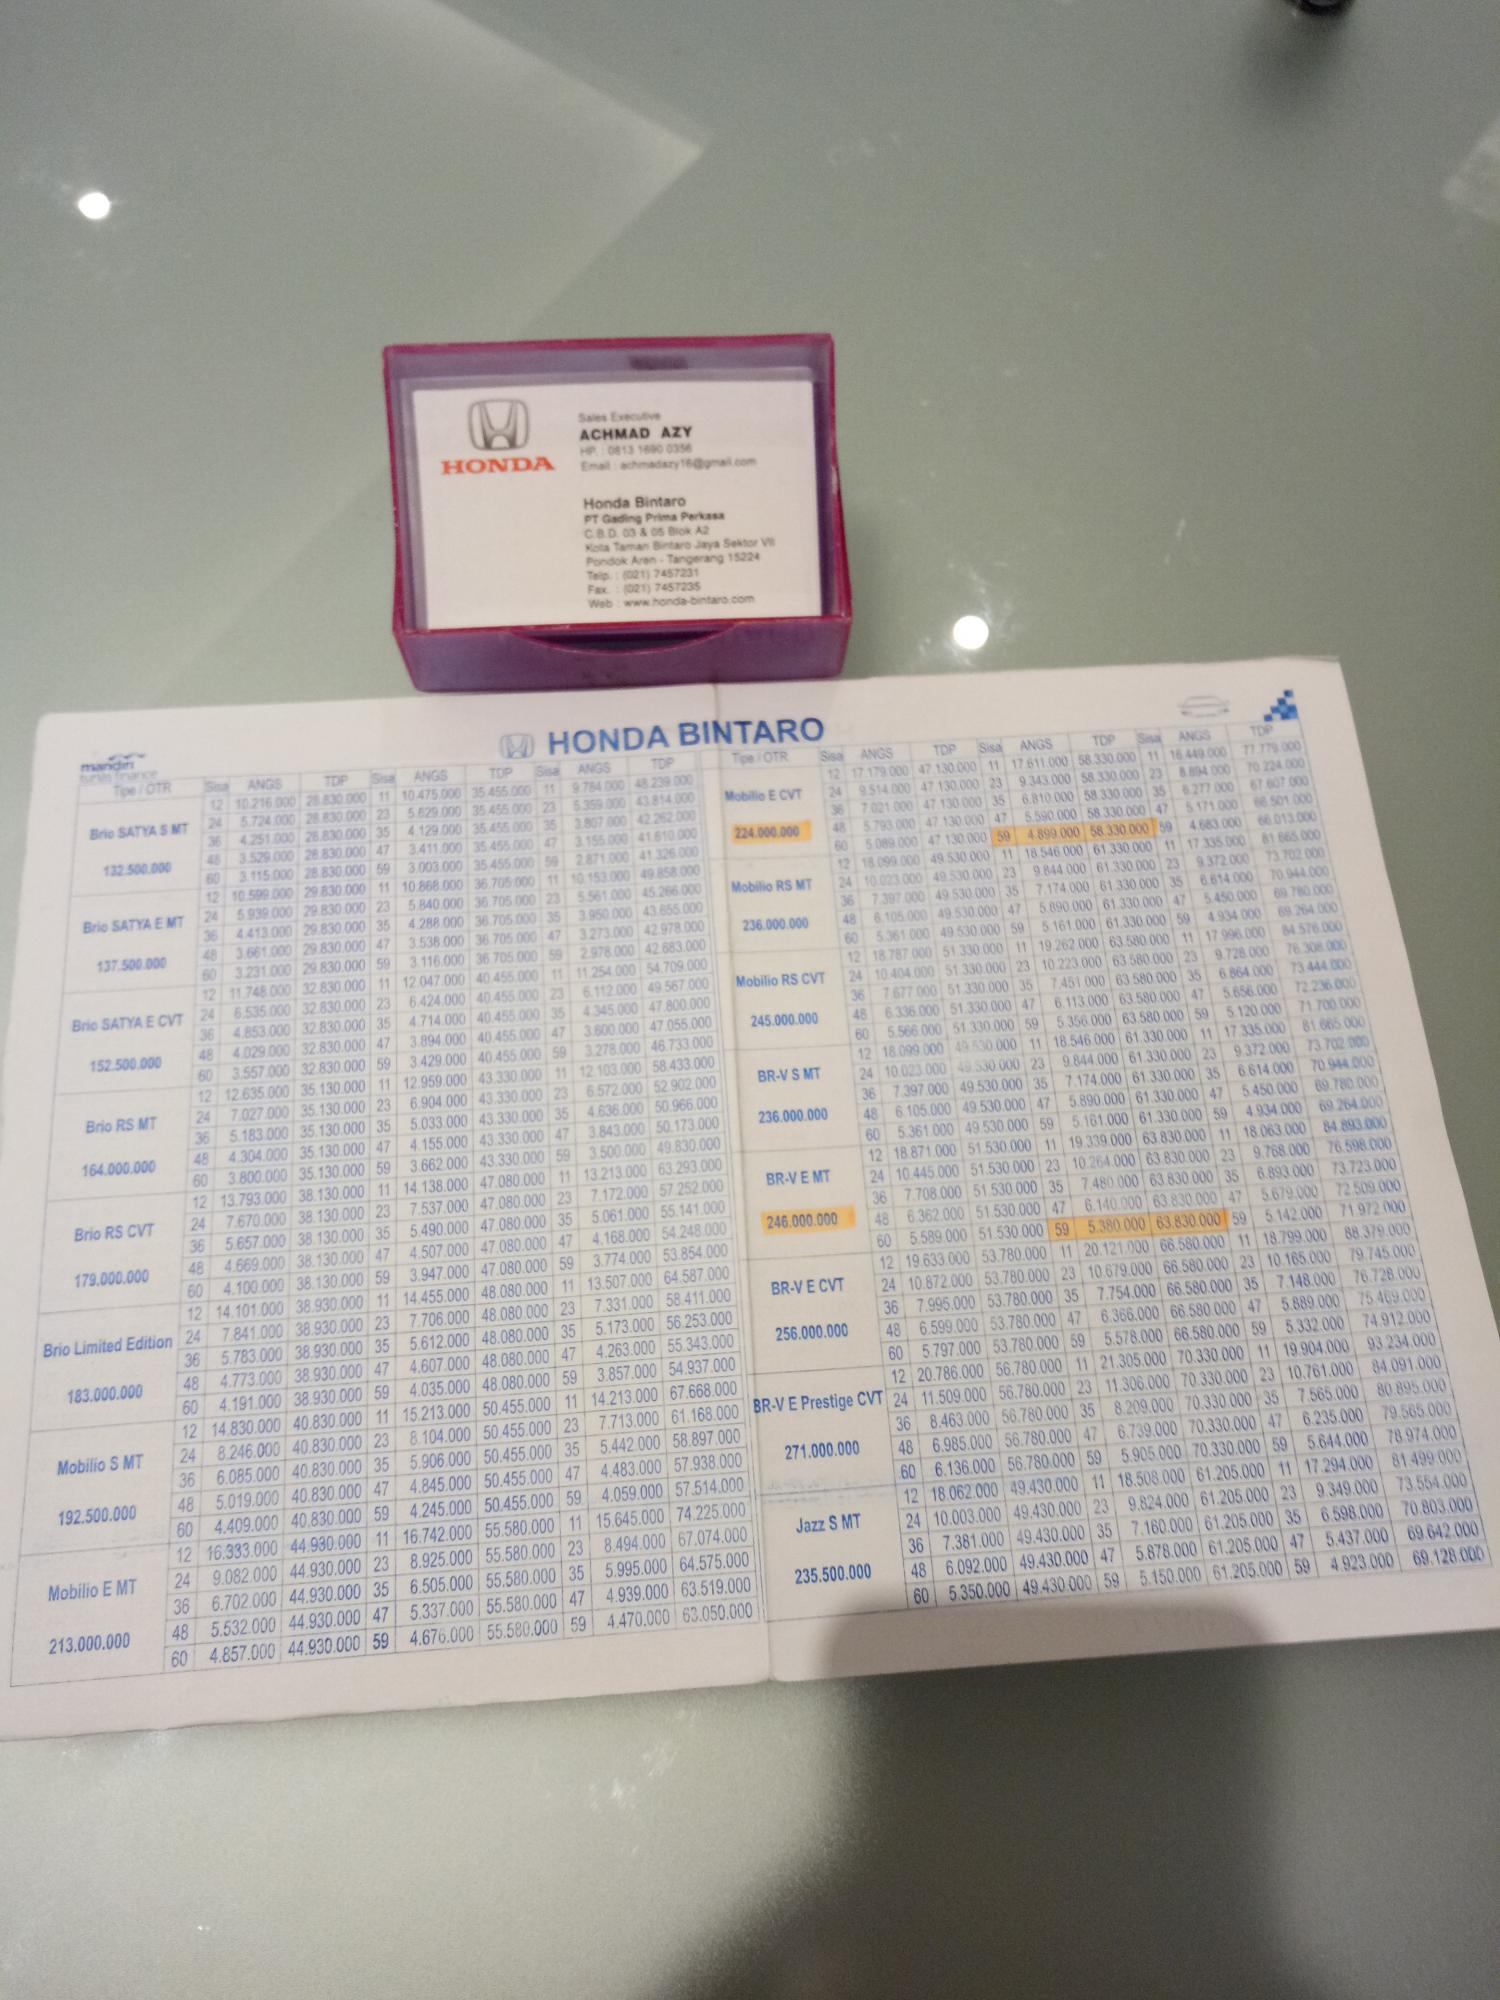 HONDA
Sales Executive
ACHMAD AZY
HP. : 0813 1690 0356
Email : achmadazy16@gmail.com
Honda Bintaro
PT Gading Prima Perkasa
C.B.D. 03 & 05 Blok A2
Kota Taman Bintaro Jaya Sektor VII
Pondok Aren - Tangerang 15224
Telp. : (021) 7457231
Fax. : (021) 7457235
Web : www.honda-bintaro.com
HONDA BINTARO
mandiri
tunas finance
Tipe / OTR Sisa ANGS TDP Sisa ANGS TDP Sisa ANGS TDP
Brio SATYA S MT
132.500.000
12 10.216.000 28.830.000 11 10.475.000 35.455.000 11 9.784.000 48.239.000
24 5.724.000 28.830.000 23 5.629.000 35.455.000 23 5.359.000 43.814.000
36 4.251.000 28.830.000 35 4.129.000 35.455.000 35 3.807.000 42.262.000
48 3.529.000 28.830.000 47 3.411.000 35.455.000 47 3.155.000 41.610.000
60 3.115.000 28.830.000 59 3.003.000 35.455.000 59 2.871.000 41.326.000
Brio SATYA E MT
137.500.000
12 10.599.000 29.830.000 11 10.868.000 36.705.000 11 10.153.000 49.858.000
24 5.939.000 29.830.000 23 5.840.000 36.705.000 23 5.561.000 45.266.000
36 4.413.000 29.830.000 35 4.288.000 36.705.000 35 3.950.000 43.655.000
48 3.661.000 29.830.000 47 3.538.000 36.705.000 47 3.273.000 42.978.000
60 3.231.000 29.830.000 59 3.116.000 36.705.000 59 2.978.000 42.683.000
Brio SATYA E CVT
152.500.000
12 11.748.000 32.830.000 11 12.047.000 40.455.000 11 11.254.000 54.709.000
24 6.535.000 32.830.000 23 6.424.000 40.455.000 23 6.112.000 49.567.000
36 4.853.000 32.830.000 35 4.714.000 40.455.000 35 4.345.000 47.800.000
48 4.029.000 32.830.000 47 3.894.000 40.455.000 47 3.600.000 47.055.000
60 3.557.000 32.830.000 59 3.429.000 40.455.000 59 3.278.000 46.733.000
Brio RS MT
164.000.000
12 12.635.000 35.130.000 11 12.959.000 43.330.000 11 12.103.000 58.433.000
24 7.027.000 35.130.000 23 6.904.000 43.330.000 23 6.572.000 52.902.000
36 5.183.000 35.130.000 35 5.033.000 43.330.000 35 4.636.000 50.966.000
48 4.304.000 35.130.000 47 4.155.000 43.330.000 47 3.843.000 50.173.000
60 3.800.000 35.130.000 59 3.662.000 43.330.000 59 3.500.000 49.830.000
Brio RS CVT
179.000.000
12 13.793.000 38.130.000 11 14.138.000 47.080.000 11 13.213.000 63.293.000
24 7.670.000 38.130.000 23 7.537.000 47.080.000 23 7.172.000 57.252.000
36 5.657.000 38.130.000 35 5.490.000 47.080.000 35 5.061.000 55.141.000
48 4.669.000 38.130.000 47 4.507.000 47.080.000 47 4.168.000 54.248.000
60 4.100.000 38.130.000 59 3.947.000 47.080.000 59 3.774.000 53.854.000
Brio Limited Edition
183.000.000
12 14.101.000 38.930.000 11 14.455.000 48.080.000 11 13.507.000 64.587.000
24 7.841.000 38.930.000 23 7.706.000 48.080.000 23 7.331.000 58.411.000
36 5.783.000 38.930.000 35 5.612.000 48.080.000 35 5.173.000 56.253.000
48 4.773.000 38.930.000 47 4.607.000 48.080.000 47 4.263.000 55.343.000
60 4.191.000 38.930.000 59 4.035.000 48.080.000 59 3.857.000 54.937.000
Mobilio S MT
192.500.000
12 14.830.000 40.830.000 11 15.213.000 50.455.000 11 14.213.000 67.668.000
24 8.246.000 40.830.000 23 8.104.000 50.455.000 23 7.713.000 61.168.000
36 6.085.000 40.830.000 35 5.906.000 50.455.000 35 5.442.000 58.897.000
48 5.019.000 40.830.000 47 4.845.000 50.455.000 47 4.483.000 57.938.000
60 4.409.000 40.830.000 59 4.245.000 50.455.000 59 4.059.000 57.514.000
Mobilio E MT
213.000.000
12 16.333.000 44.930.000 11 16.742.000 55.580.000 11 15.645.000 74.225.000
24 9.082.000 44.930.000 23 8.925.000 55.580.000 23 8.494.000 67.074.000
36 6.702.000 44.930.000 35 6.505.000 55.580.000 35 5.995.000 64.575.000
48 5.532.000 44.930.000 47 5.337.000 55.580.000 47 4.939.000 63.519.000
60 4.857.000 44.930.000 59 4.676.000 55.580.000 59 4.470.000 63.050.000
Tipe / OTR Sisa ANGS TDP Sisa ANGS TDP Sisa ANGS TDP
Mobilio E CVT
224.000.000
12 17.179.000 47.130.000 11 17.611.000 58.330.000 11 16.449.000 77.779.000
24 9.514.000 47.130.000 23 9.343.000 58.330.000 23 8.894.000 70.224.000
36 7.021.000 47.130.000 35 6.810.000 58.330.000 35 6.277.000 67.607.000
48 5.793.000 47.130.000 47 5.590.000 58.330.000 47 5.171.000 66.501.000
60 5.089.000 47.130.000 59 4.899.000 58.330.000 59 4.683.000 66.013.000
Mobilio RS MT
236.000.000
12 18.099.000 49.530.000 11 18.546.000 61.330.000 11 17.335.000 81.665.000
24 10.023.000 49.530.000 23 9.844.000 61.330.000 23 9.372.000 73.702.000
36 7.397.000 49.530.000 35 7.174.000 61.330.000 35 6.614.000 70.944.000
48 6.105.000 49.530.000 47 5.890.000 61.330.000 47 5.450.000 69.780.000
60 5.361.000 49.530.000 59 5.161.000 61.330.000 59 4.934.000 69.264.000
Mobilio RS CVT
245.000.000
12 18.787.000 51.330.000 11 19.262.000 63.580.000 11 17.996.000 84.576.000
24 10.404.000 51.330.000 23 10.223.000 63.580.000 23 9.728.000 76.308.000
36 7.677.000 51.330.000 35 7.451.000 63.580.000 35 6.864.000 73.444.000
48 6.336.000 51.330.000 47 6.113.000 63.580.000 47 5.656.000 72.236.000
60 5.566.000 51.330.000 59 5.356.000 63.580.000 59 5.120.000 71.700.000
BR-V S MT
236.000.000
12 18.099.000 49.530.000 11 18.546.000 61.330.000 11 17.335.000 81.665.000
24 10.023.000 49.530.000 23 9.844.000 61.330.000 23 9.372.000 73.702.000
36 7.397.000 49.530.000 35 7.174.000 61.330.000 35 6.614.000 70.944.000
48 6.105.000 49.530.000 47 5.890.000 61.330.000 47 5.450.000 69.780.000
60 5.361.000 49.530.000 59 5.161.000 61.330.000 59 4.934.000 69.264.000
BR-V E MT
246.000.000
12 18.871.000 51.530.000 11 19.339.000 63.830.000 11 18.063.000 84.893.000
24 10.445.000 51.530.000 23 10.264.000 63.830.000 23 9.768.000 76.598.000
36 7.708.000 51.530.000 35 7.480.000 63.830.000 35 6.893.000 73.723.000
48 6.362.000 51.530.000 47 6.140.000 63.830.000 47 5.679.000 72.509.000
60 5.589.000 51.530.000 59 5.380.000 63.830.000 59 5.142.000 71.972.000
BR-V E CVT
256.000.000
12 19.633.000 53.780.000 11 20.121.000 66.580.000 11 18.799.000 88.379.000
24 10.872.000 53.780.000 23 10.679.000 66.580.000 23 10.165.000 79.745.000
36 7.995.000 53.780.000 35 7.754.000 66.580.000 35 7.148.000 76.728.000
48 6.599.000 53.780.000 47 6.366.000 66.580.000 47 5.889.000 75.469.000
60 5.797.000 53.780.000 59 5.578.000 66.580.000 59 5.332.000 74.912.000
BR-V E Prestige CVT
271.000.000
12 20.786.000 56.780.000 11 21.305.000 70.330.000 11 19.904.000 93.234.000
24 11.509.000 56.780.000 23 11.306.000 70.330.000 23 10.761.000 84.091.000
36 8.463.000 56.780.000 35 8.209.000 70.330.000 35 7.565.000 80.895.000
48 6.985.000 56.780.000 47 6.739.000 70.330.000 47 6.235.000 79.565.000
60 6.136.000 56.780.000 59 5.905.000 70.330.000 59 5.644.000 78.974.000
Jazz S MT
235.500.000
12 18.062.000 49.430.000 11 18.508.000 61.205.000 11 17.294.000 81.499.000
24 10.003.000 49.430.000 23 9.824.000 61.205.000 23 9.349.000 73.554.000
36 7.381.000 49.430.000 35 7.160.000 61.205.000 35 6.598.000 70.803.000
48 6.092.000 49.430.000 47 5.878.000 61.205.000 47 5.437.000 69.642.000
60 5.350.000 49.430.000 59 5.150.000 61.205.000 59 4.923.000 69.128.000